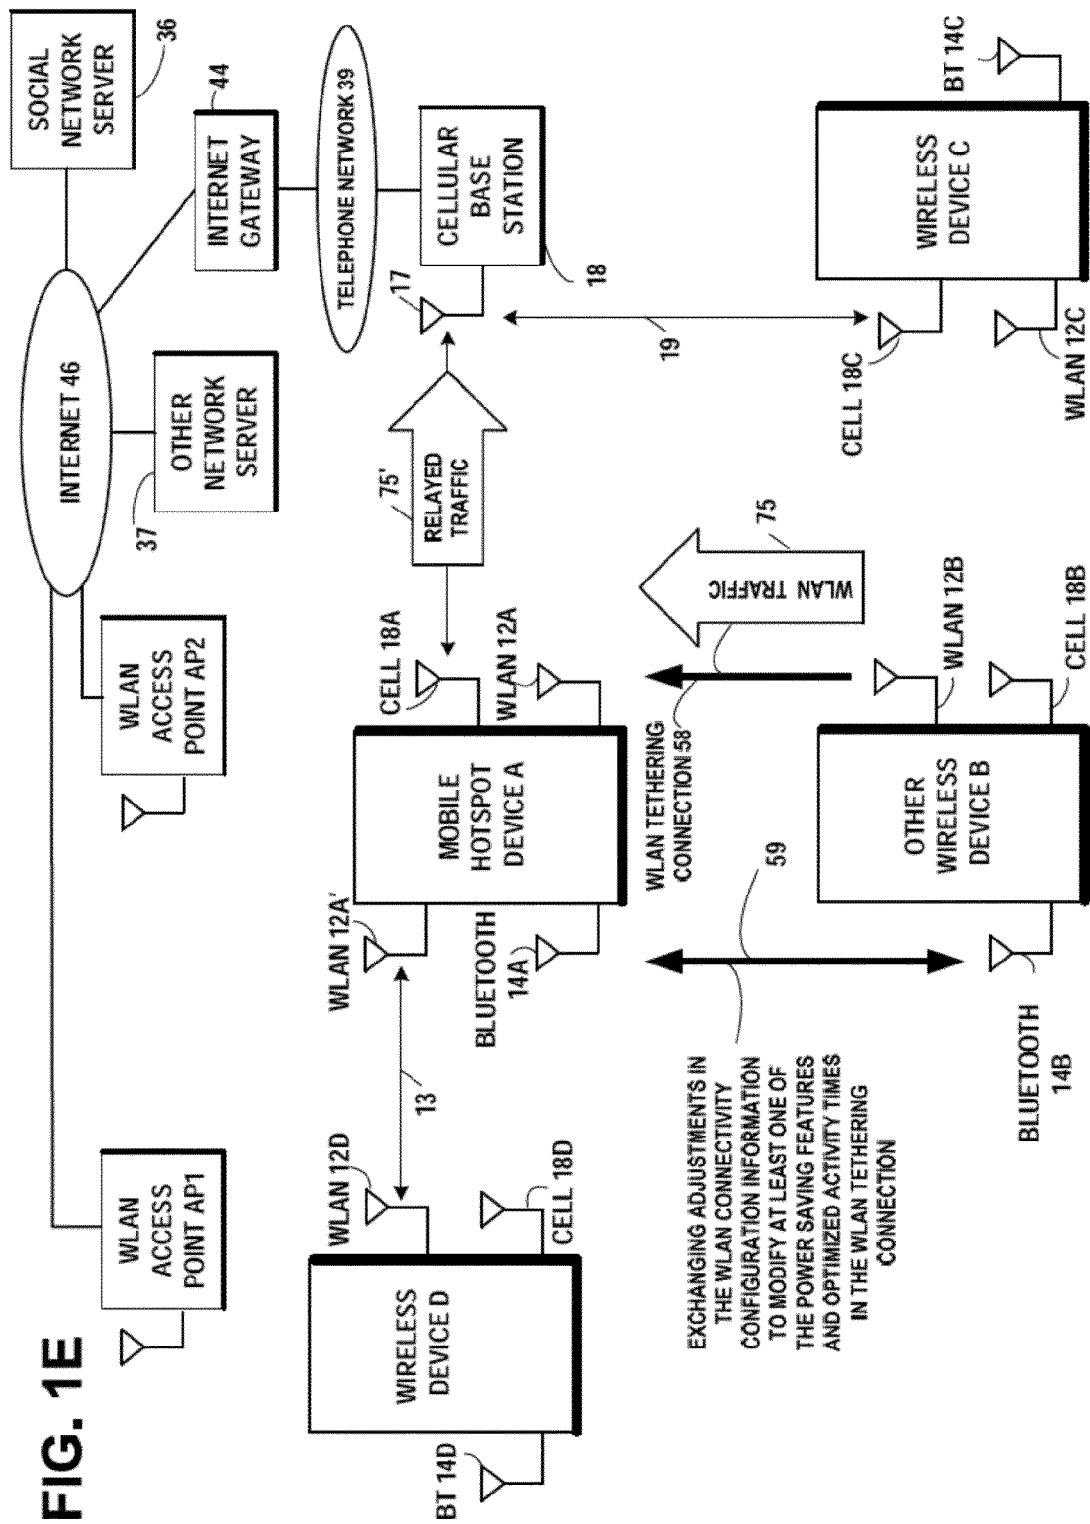 FIG. 1E
WLAN
ACCESS
POINT AP1
WLAN
ACCESS
POINT AP2
INTERNET 46
OTHER
NETWORK
SERVER
37
SOCIAL
NETWORK
SERVER
36
INTERNET
GATEWAY
44
TELEPHONE NETWORK 39
CELLULAR
BASE
STATION
18
17
19
BT 14D
WIRELESS
DEVICE D
WLAN 12D
CELL 18D
13
WLAN 12A'
BLUETOOTH
14A
MOBILE
HOTSPOT
DEVICE A
CELL 18A
WLAN 12A
75'
RELAYED
TRAFFIC
WLAN TETHERING
CONNECTION 58
WLAN TRAFFIC
75
59
EXCHANGING ADJUSTMENTS IN
THE WLAN CONNECTIVITY
CONFIGURATION INFORMATION
TO MODIFY AT LEAST ONE OF
THE POWER SAVING FEATURES
AND OPTIMIZED ACTIVITY TIMES
IN THE WLAN TETHERING
CONNECTION
BLUETOOTH
14B
OTHER
WIRELESS
DEVICE B
WLAN 12B
CELL 18B
CELL 18C
WLAN 12C
WIRELESS
DEVICE C
BT 14C